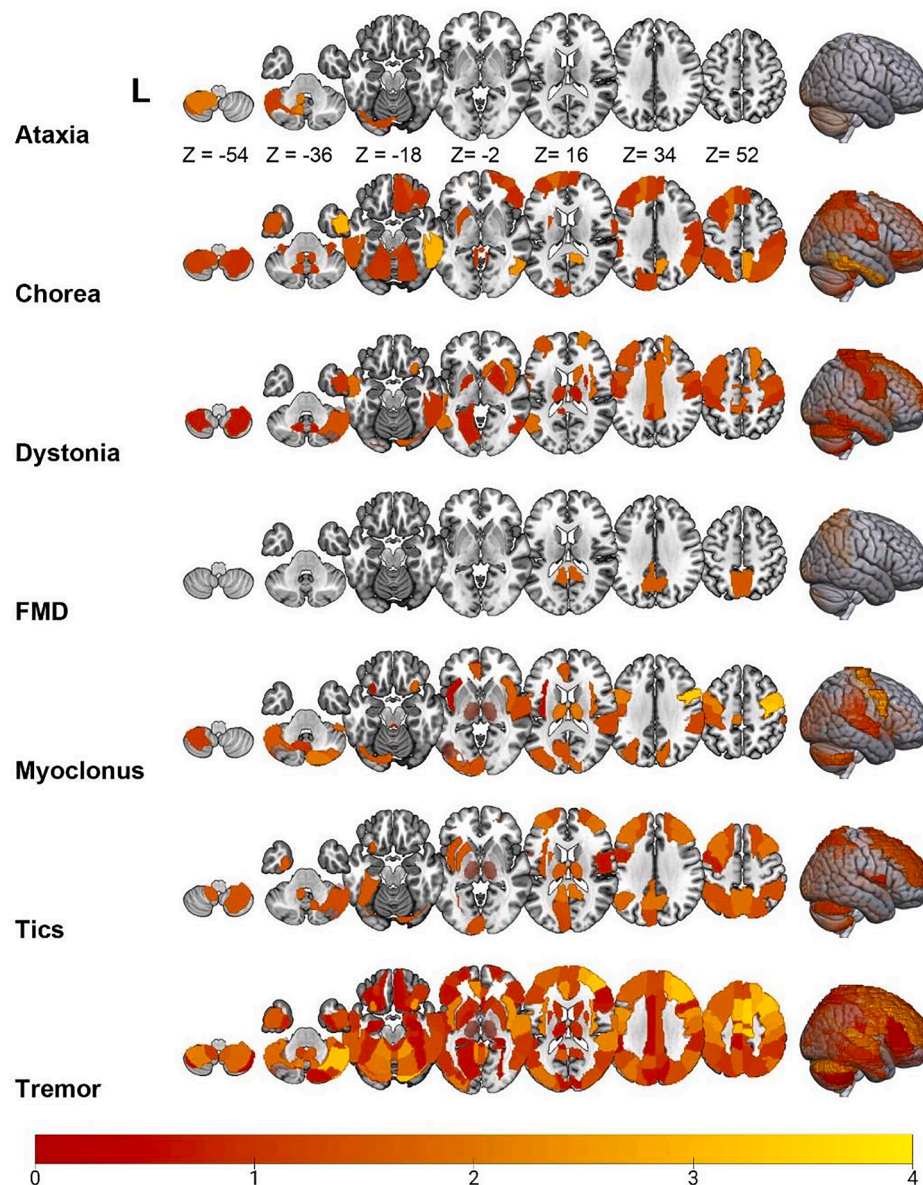 L
Ataxia
Z = -54 Z = -36 Z = -18 Z= -2 Z= 16 Z= 34 Z= 52
Chorea
Dystonia
FMD
Myoclonus
Tics
Tremor
0 1 2 3 4